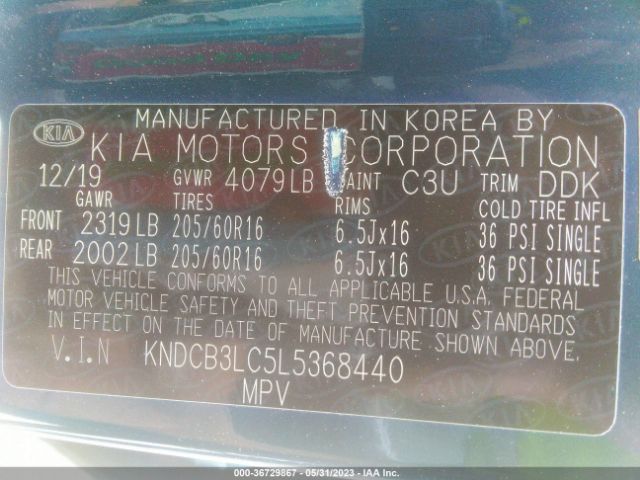 MANUFACTURED IN KOREA BY
KIA KIA MOTORS CORPORATION
12/19 GVWR 4079LB C3U TRIM DDK
GAWR TIRES RIMS COLD TIRE INFL
FRONT 2319 LB 205/60R16 6.5Jx16 36 PSI SINGLE
REAR 2002 LB 205/60R16 6.5Jx16 36 PSI SINGLE
THIS VEHICLE CONFORMS TO ALL APPLICABLE U.S.A. FEDERAL
MOTOR VEHICLE SAFETY AND THEFT PREVENTION STANDARDS
IN EFFECT ON THE DATE OF MANUFACTURE SHOWN ABOVE.
V.I.N KNDCB3LC5L5368440
MPV
000-36729867 - 05/31/2023 - IAA Inc.